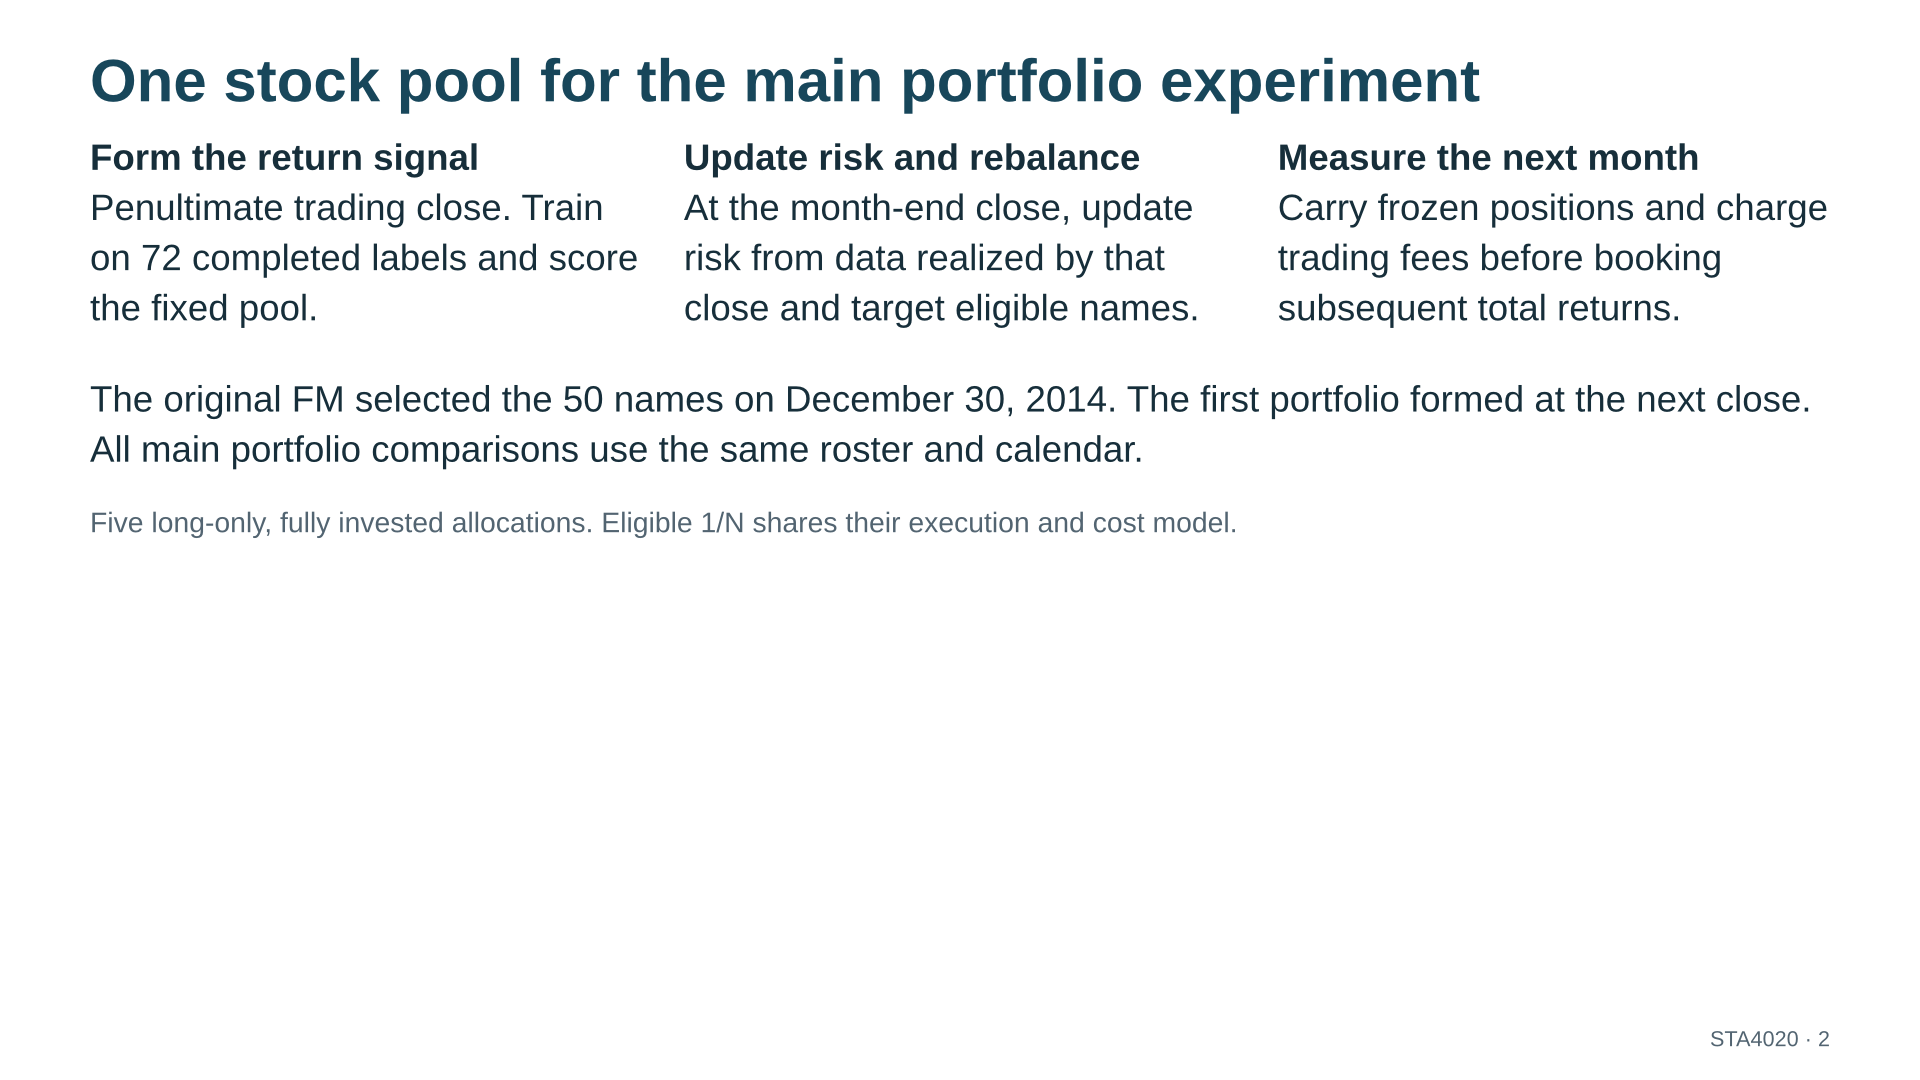 One stock pool for the main portfolio experiment
Form the return signal
Penultimate trading close. Train
on 72 completed labels and score
the fixed pool.
Update risk and rebalance
At the month-end close, update
risk from data realized by that
close and target eligible names.
Measure the next month
Carry frozen positions and charge
trading fees before booking
subsequent total returns.
The original FM selected the 50 names on December 30, 2014. The first portfolio formed at the next close.
All main portfolio comparisons use the same roster and calendar.
Five long-only, fully invested allocations. Eligible 1/N shares their execution and cost model.
STA4020 · 2